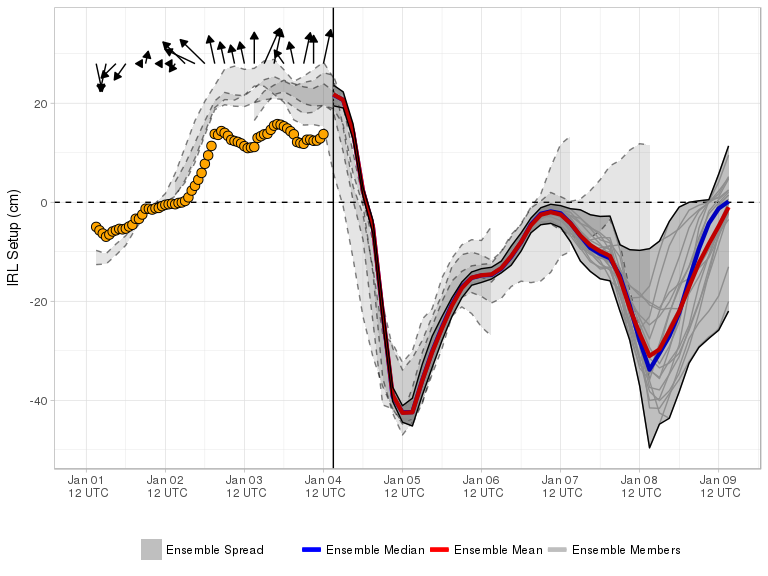 IRL Setup (cm)
20
0
-20
-40
Jan 01 Jan 02 Jan 03 Jan 04 Jan 05 Jan 06 Jan 07 Jan 08 Jan 09
12 UTC 12 UTC 12 UTC 12 UTC 12 UTC 12 UTC 12 UTC 12 UTC 12 UTC
Ensemble Spread Ensemble Median Ensemble Mean Ensemble Members